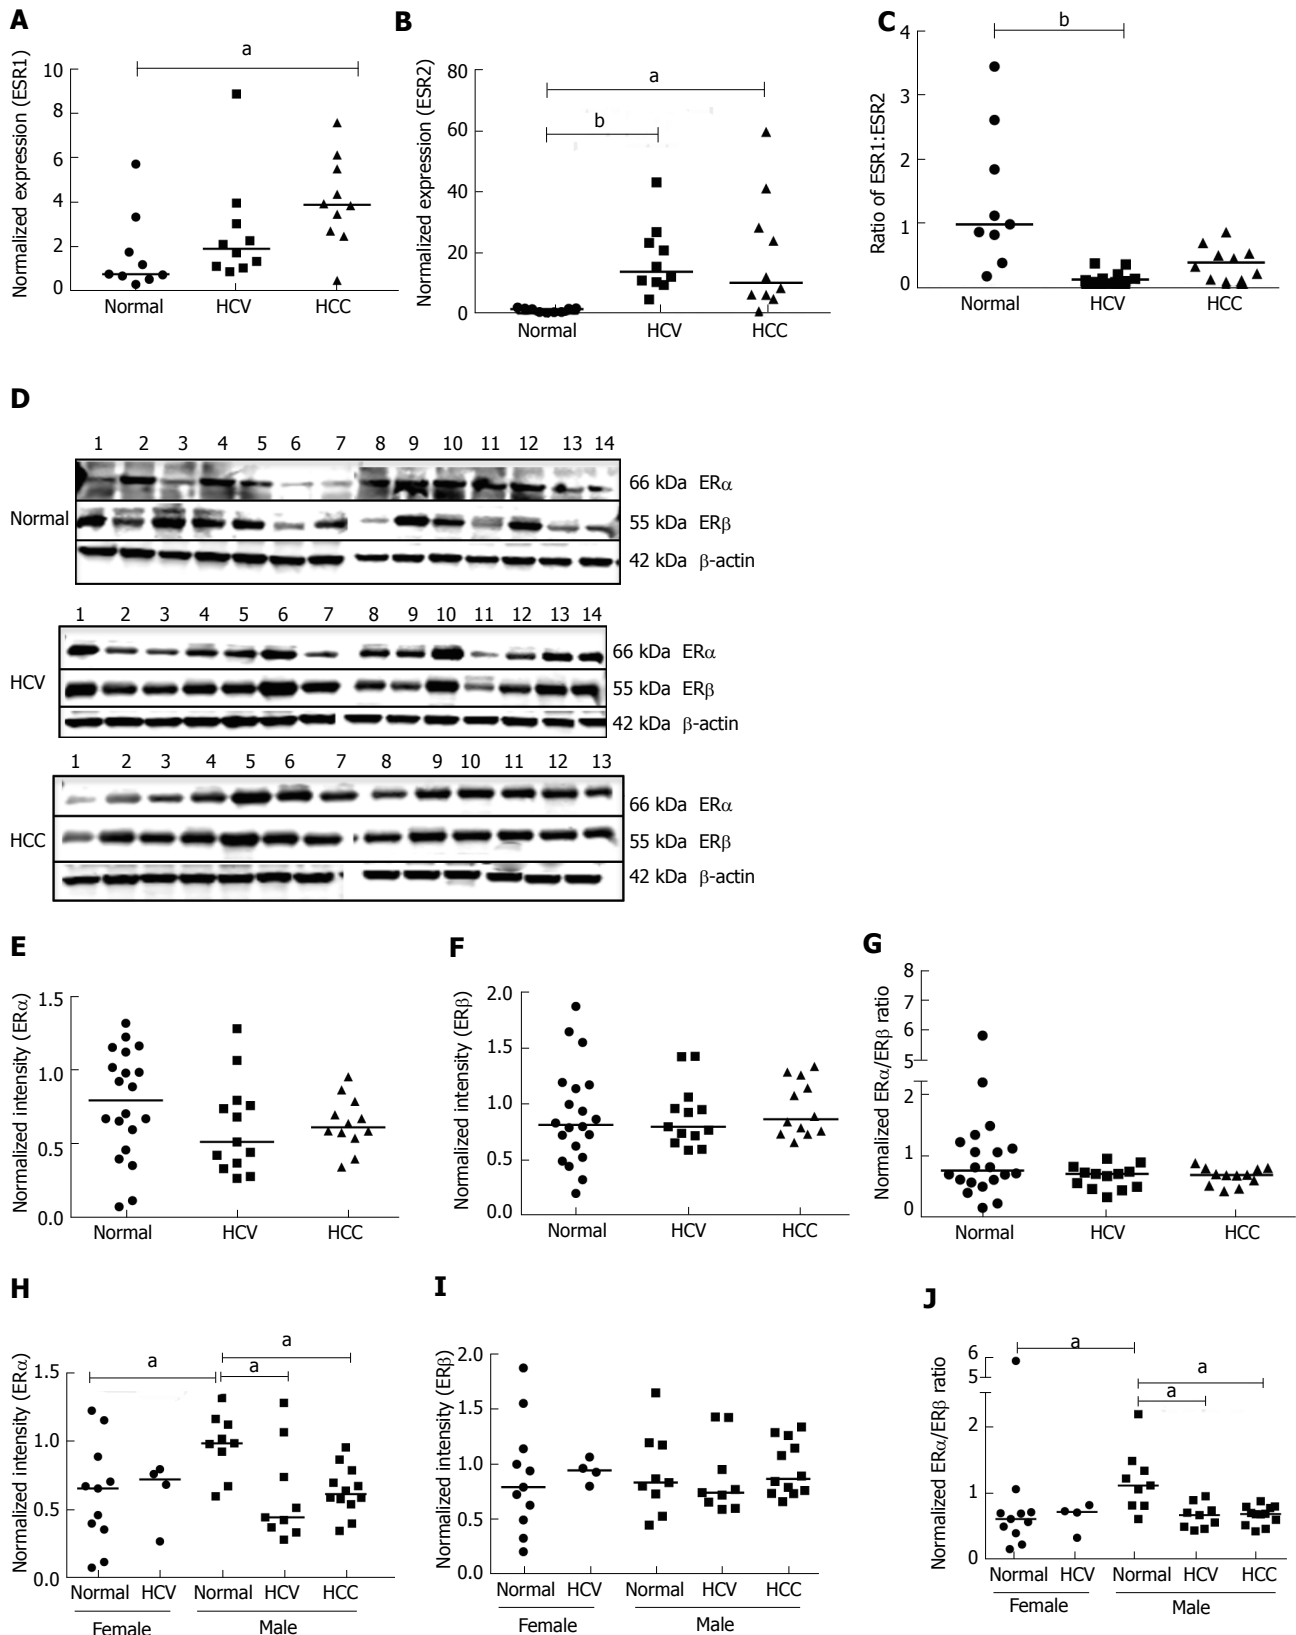 A
Normalized expression (ESR1)
10
8
6
4
2
0
a
Normal HCV HCC
B
Normalized expression (ESR2)
80
60
40
20
0
a
b
Normal HCV HCC
C
Ratio of ESR1:ESR2
4
3
2
1
0
b
Normal HCV HCC
D
1 2 3 4 5 6 7 8 9 10 11 12 13 14
Normal
66 kDa ERα
55 kDa ERβ
42 kDa β-actin
1 2 3 4 5 6 7 8 9 10 11 12 13 14
HCV
66 kDa ERα
55 kDa ERβ
42 kDa β-actin
1 2 3 4 5 6 7 8 9 10 11 12 13
HCC
66 kDa ERα
55 kDa ERβ
42 kDa β-actin
E
Normalized intensity (ERα)
1.5
1.0
0.5
0.0
Normal HCV HCC
F
Normalized intensity (ERβ)
2.0
1.5
1.0
0.5
0.0
Normal HCV HCC
G
Normalized ERα/ERβ ratio
8
7
6
5
2
1
0
Normal HCV HCC
H
Normalized intensity (ERα)
1.5
1.0
0.5
0.0
a
a
a
Normal HCV Normal HCV HCC
Female Male
I
Normalized intensity (ERβ)
2.0
1.5
1.0
0.5
0.0
Normal HCV Normal HCV HCC
Female Male
J
Normalized ERα/ERβ ratio
6
5
2
1
0
a
a
a
Normal HCV Normal HCV HCC
Female Male